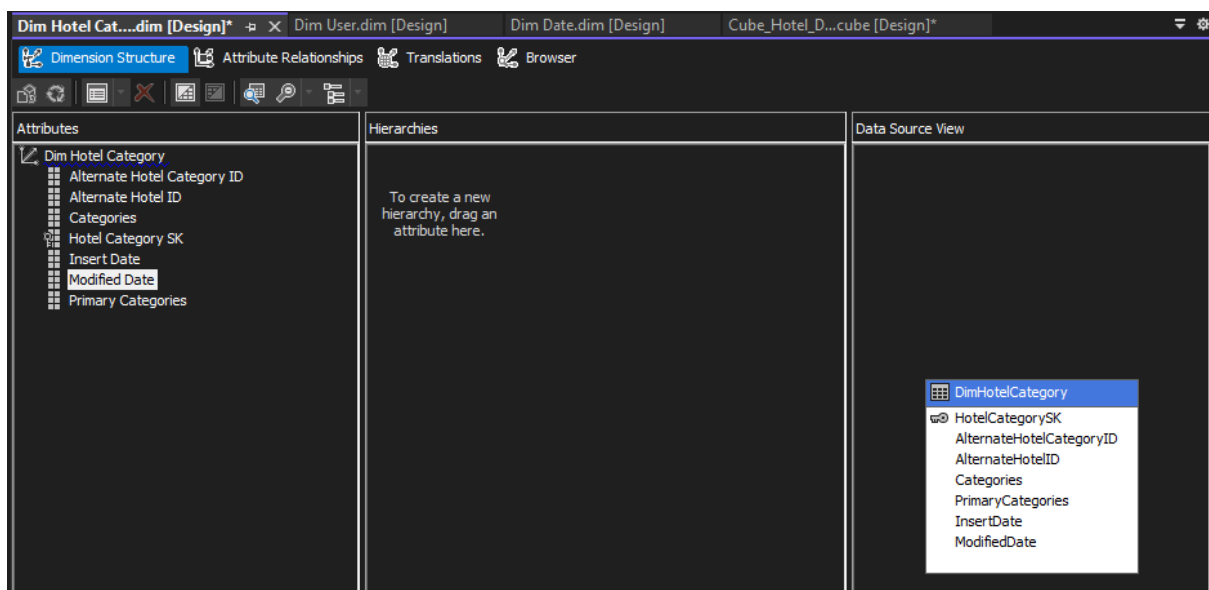 Dim Hotel Cat....dim [Design]* Dim User.dim [Design] Dim Date.dim [Design] Cube_Hotel_D...cube [Design]*
Dimension Structure Attribute Relationships Translations Browser
Attributes
Dim Hotel Category
Alternate Hotel Category ID
Alternate Hotel ID
Categories
Hotel Category SK
Insert Date
Modified Date
Primary Categories
Hierarchies
To create a new
hierarchy, drag an
attribute here.
Data Source View
DimHotelCategory
HotelCategorySK
AlternateHotelCategoryID
AlternateHotelID
Categories
PrimaryCategories
InsertDate
ModifiedDate